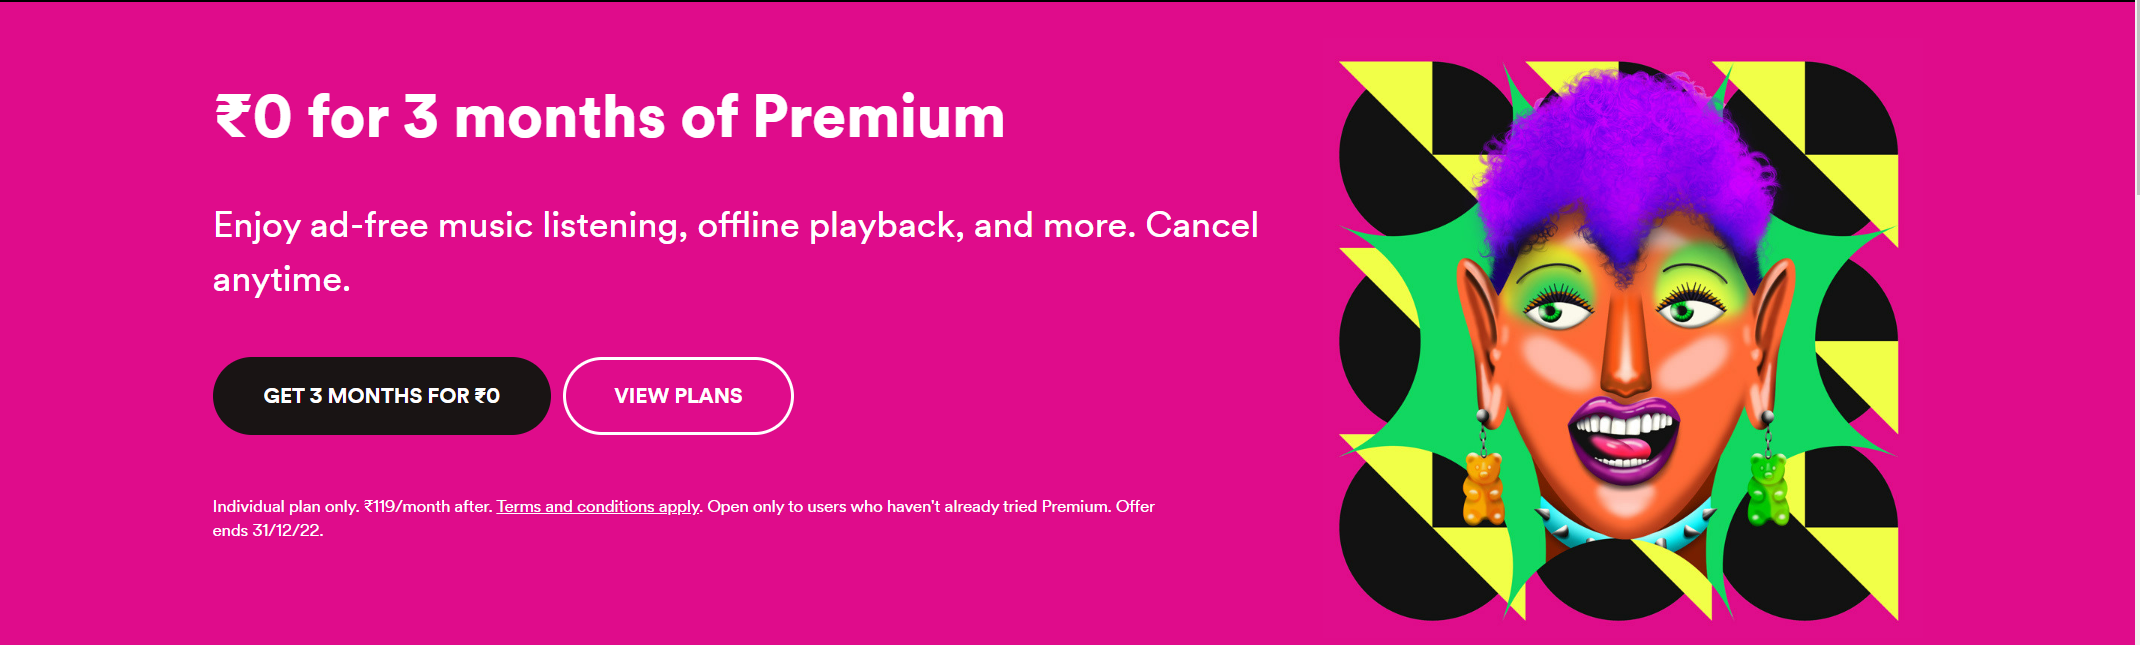 ₹0 for 3 months of Premium
Enjoy ad-free music listening, offline playback, and more. Cancel
anytime.
GET 3 MONTHS FOR ₹0
VIEW PLANS
Individual plan only. ₹119/month after. Terms and conditions apply. Open only to users who haven't already tried Premium. Offer
ends 31/12/22.